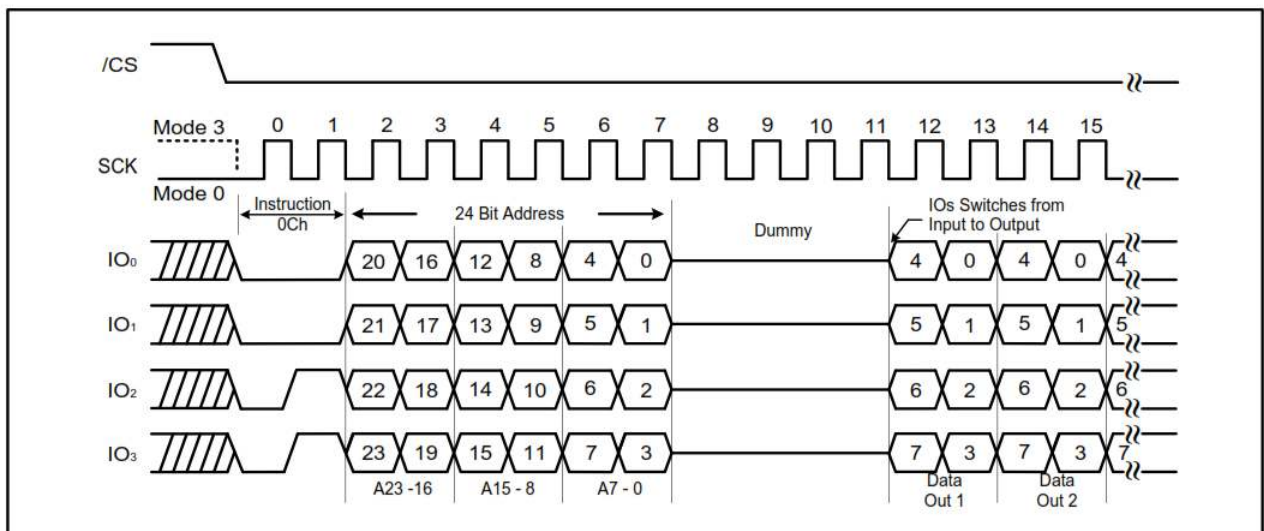 /CS
Mode 3 0 1 2 3 4 5 6 7 8 9 10 11 12 13 14 15
SCK
Mode 0
Instruction
0Ch
24 Bit Address
Dummy
IOs Switches from
Input to Output
IO₀ 20 16 12 8 4 0 4 0 4 0 4
IO₁ 21 17 13 9 5 1 5 1 5 1 5
IO₂ 22 18 14 10 6 2 6 2 6 2 6
IO₃ 23 19 15 11 7 3 7 3 7 3 7
A23 -16 A15 - 8 A7 - 0
Data
Out 1
Data
Out 2